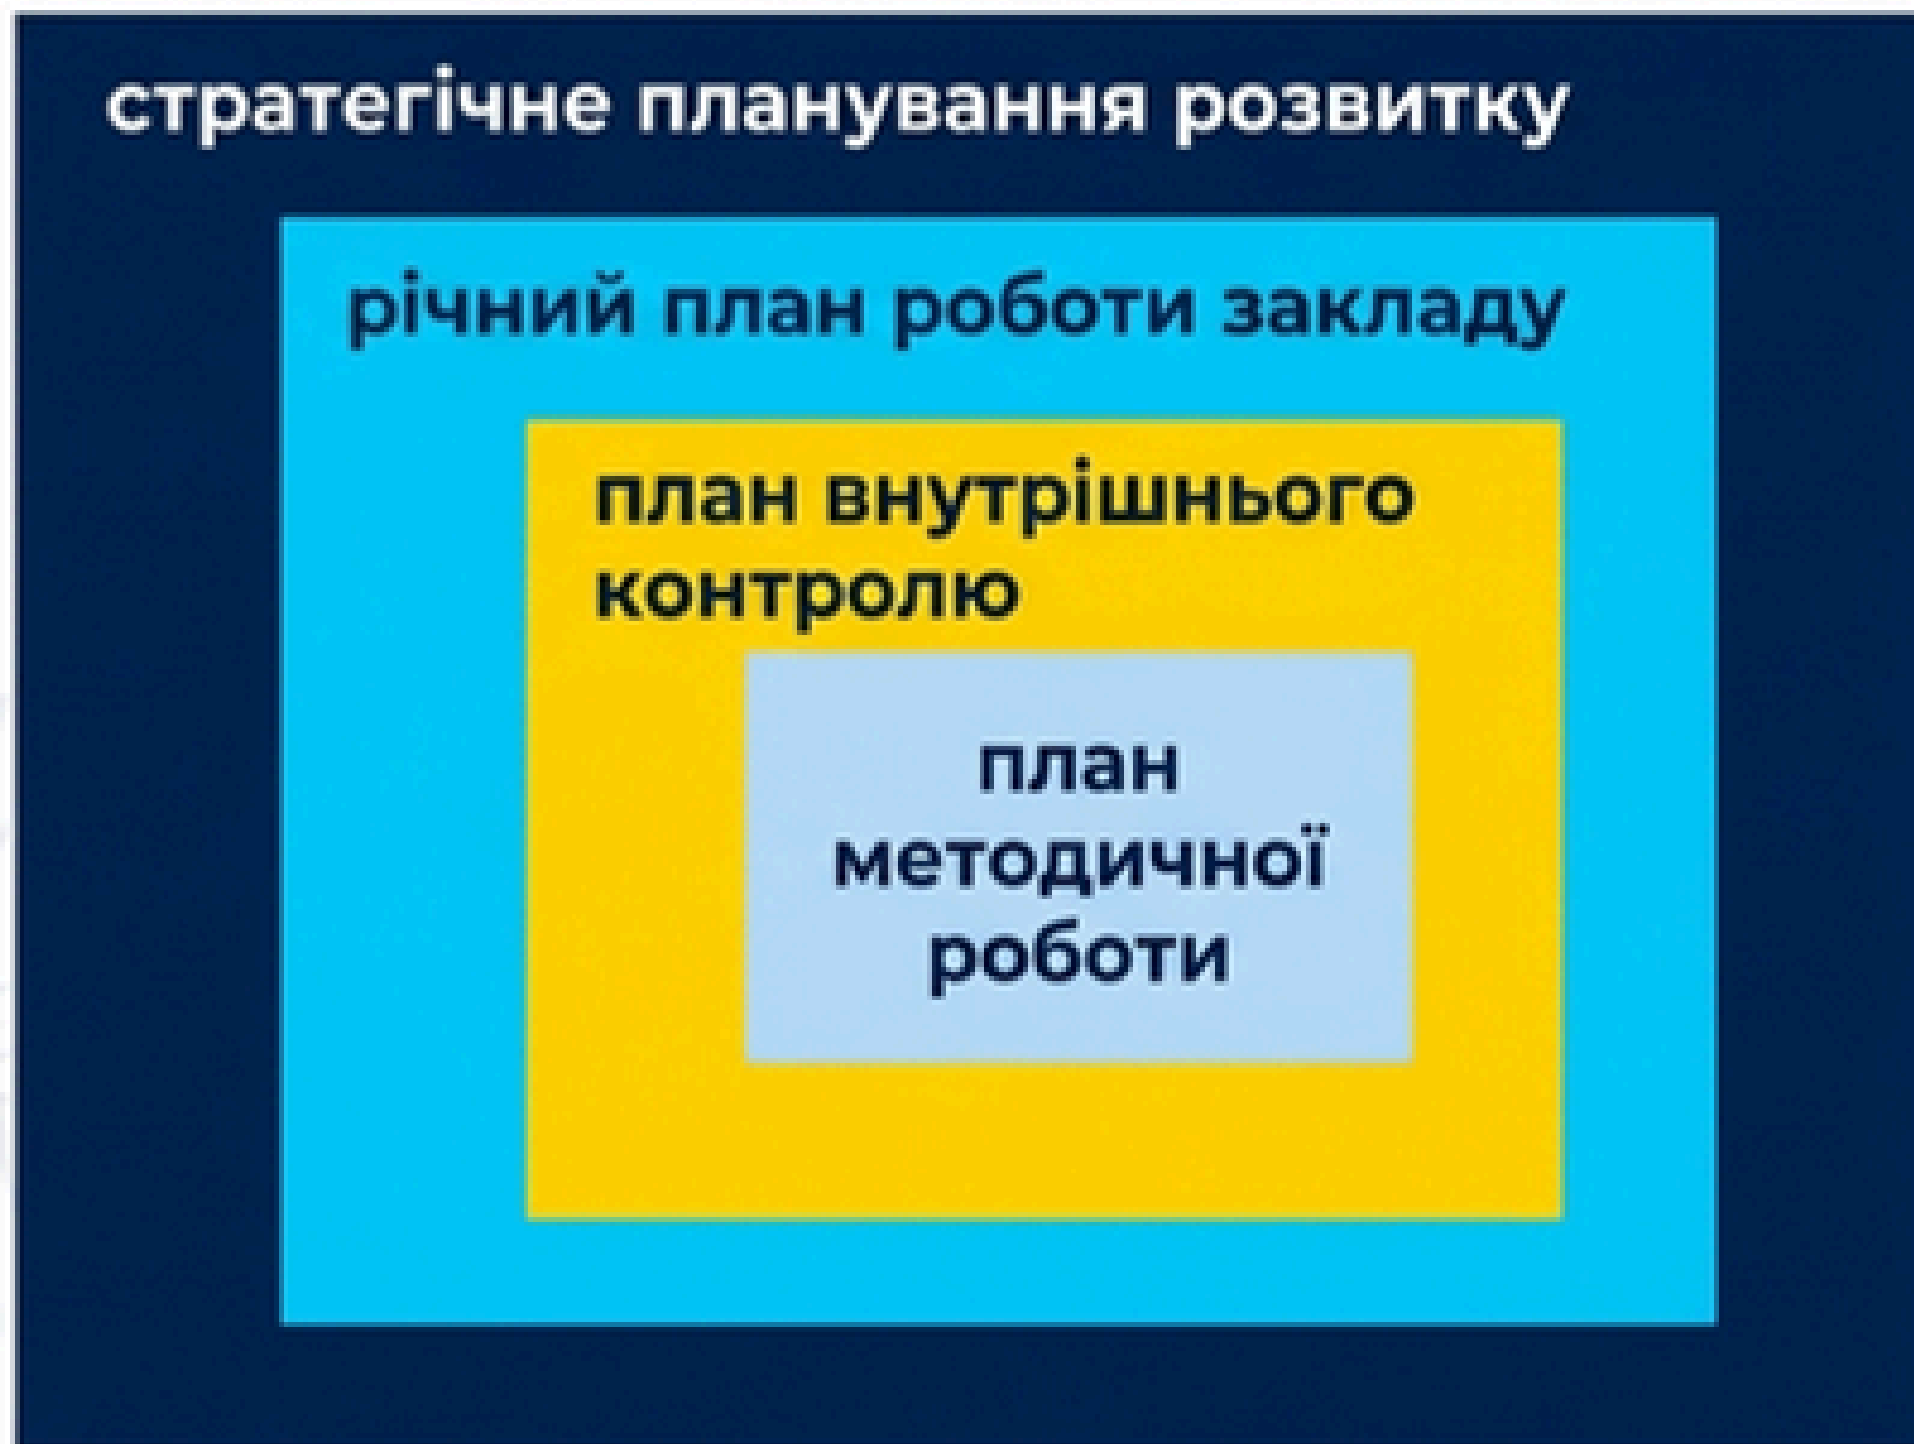 стратегічне планування розвитку
річний план роботи закладу
план внутрішнього
контролю
план
методичної
роботи